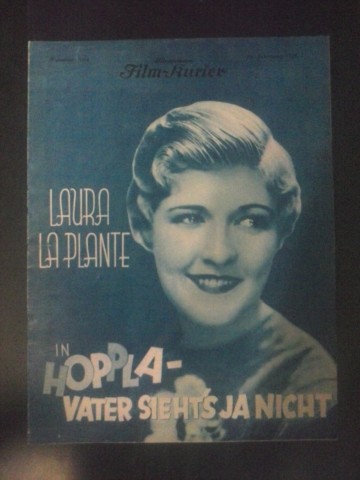 Film-Kurier
LAURA
LA PLANTE
IN
HOPPLA-
VATER SIEHTS JA NICHT